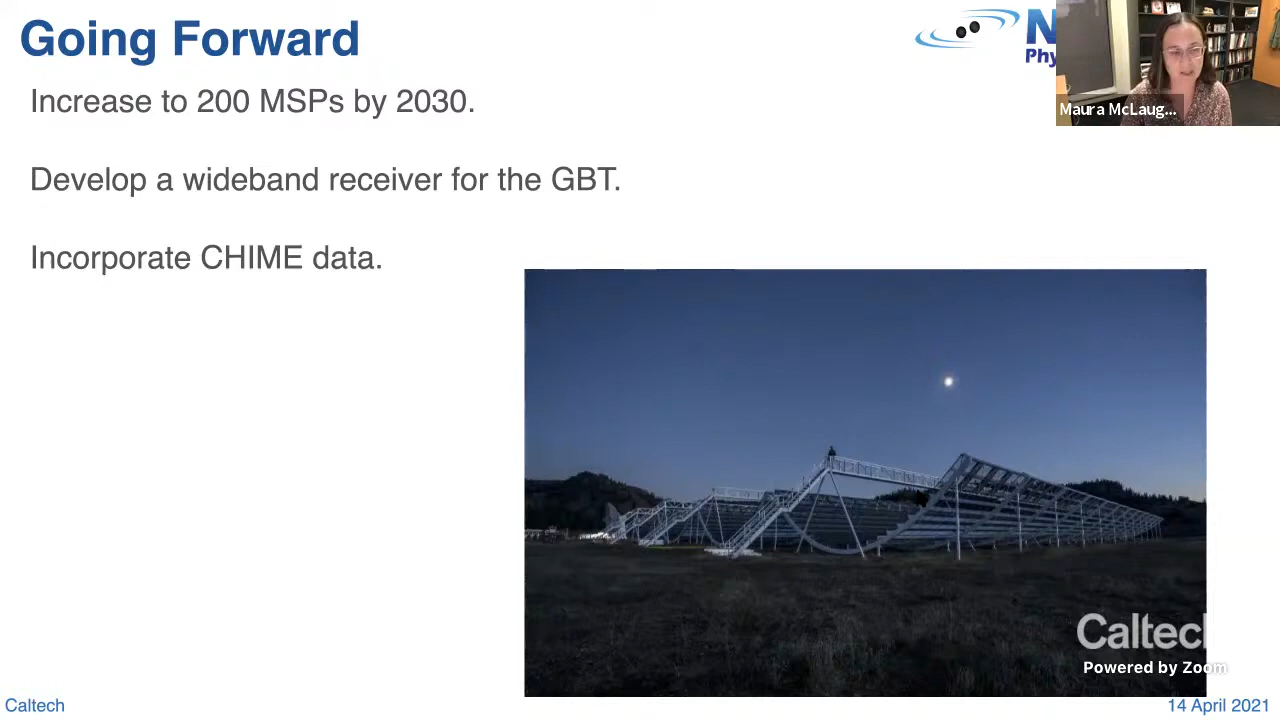 Going Forward
Increase to 200 MSPs by 2030.
Develop a wideband receiver for the GBT.
Incorporate CHIME data.
Maura McLaug...
Caltech
Powered by Zoom
Caltech
14 April 2021